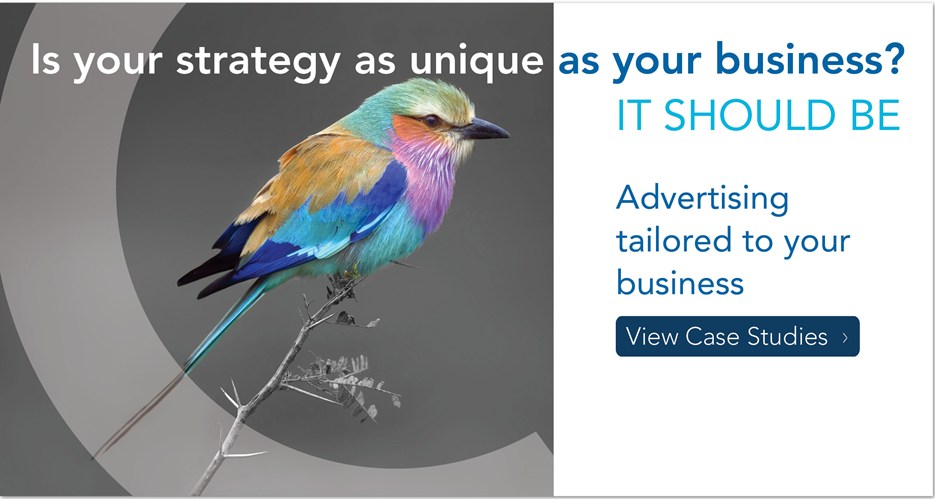 Is your strategy as unique as your business?
IT SHOULD BE
Advertising
tailored to your
business
View Case Studies ›